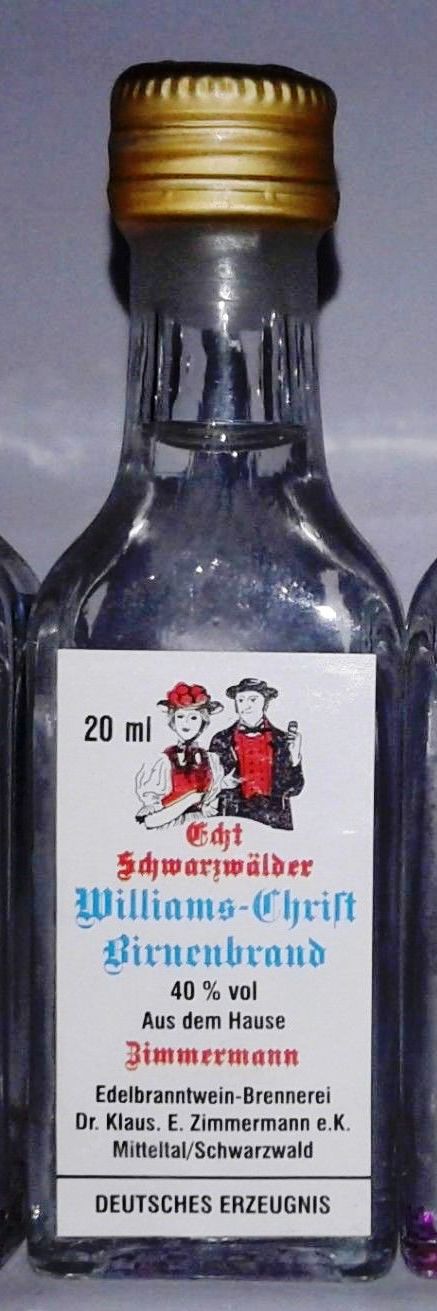 20 ml
Echt
Schwarzwälder
Williams-Chriſt
Birnenbrand
40 % vol
Aus dem Hause
Zimmermann
Edelbranntwein-Brennerei
Dr. Klaus. E. Zimmermann e.K.
Mitteltal/Schwarzwald
DEUTSCHES ERZEUGNIS